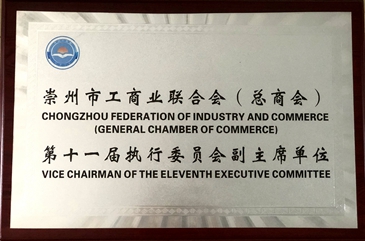 崇州市工商业联合会（总商会）
CHONGZHOU FEDERATION OF INDUSTRY AND COMMERCE
(GENERAL CHAMBER OF COMMERCE)
第十一届执行委员会副主席单位
VICE CHAIRMAN OF THE ELEVENTH EXECUTIVE COMMITTEE